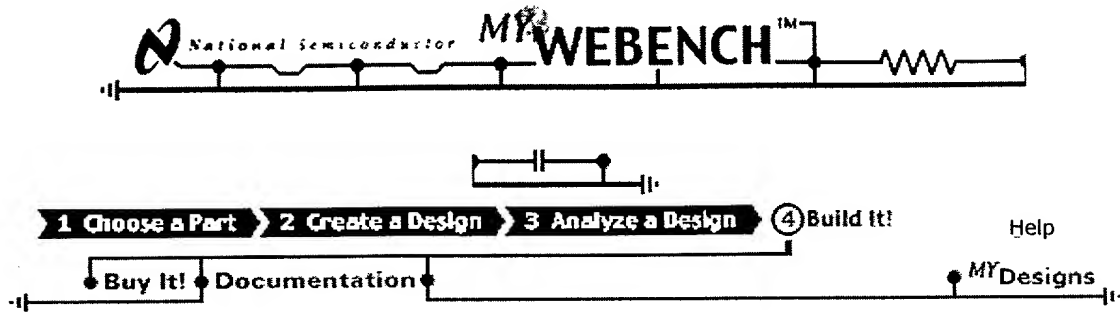 National Semiconductor MY WEBENCH™
1 Choose a Part 2 Create a Design 3 Analyze a Design 4 Build It!
Help
Buy It! Documentation
MY Designs